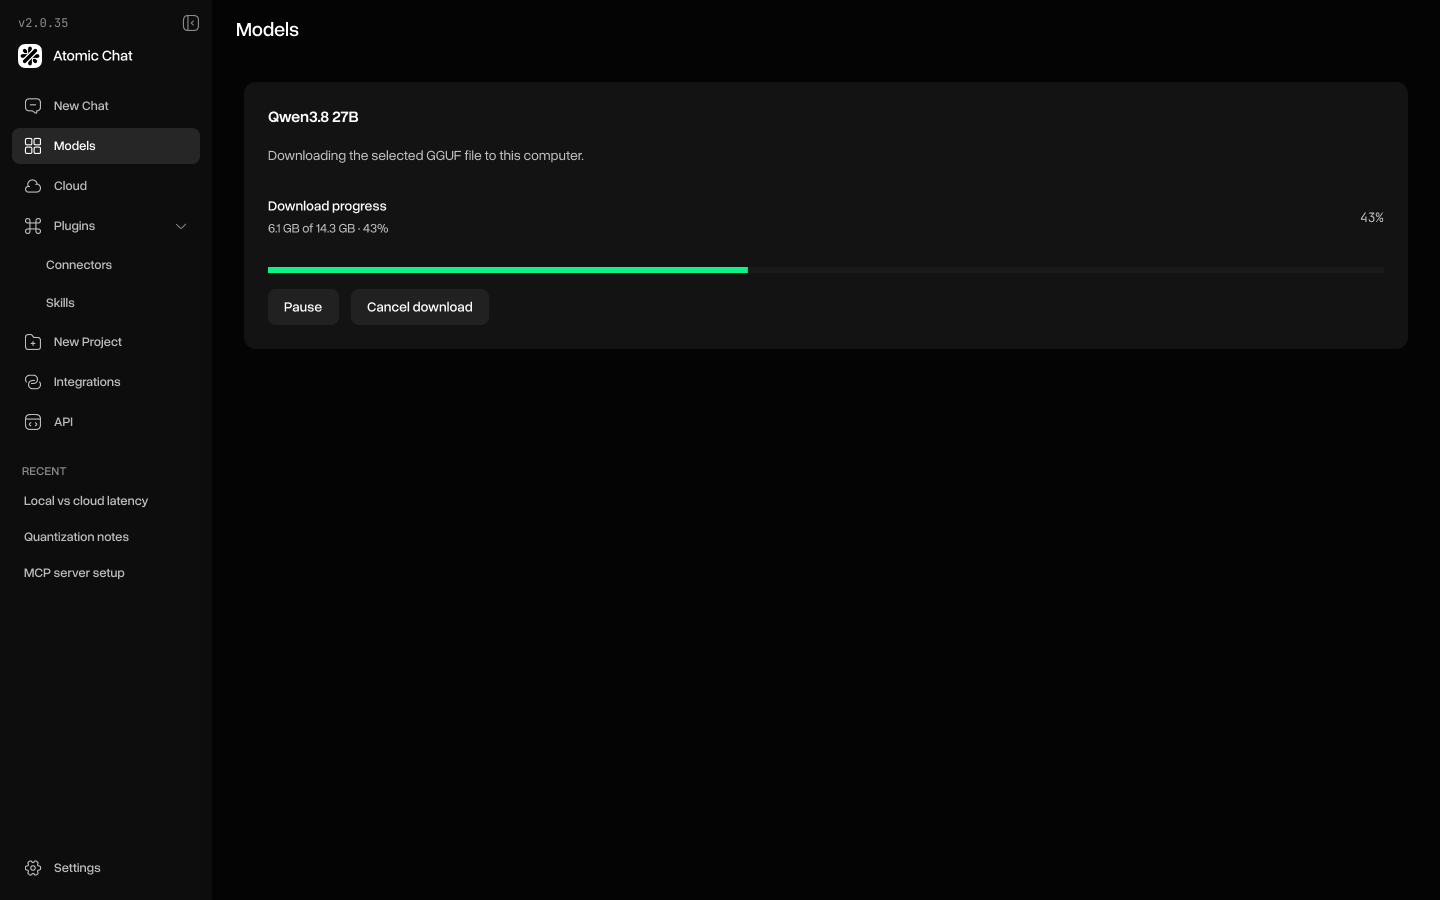 v2.0.35
Atomic Chat
New Chat
Models
Cloud
Plugins
Connectors
Skills
New Project
Integrations
API
RECENT
Local vs cloud latency
Quantization notes
MCP server setup
Settings
Models
Qwen3.8 27B
Downloading the selected GGUF file to this computer.
Download progress
6.1 GB of 14.3 GB · 43%
43%
Pause
Cancel download